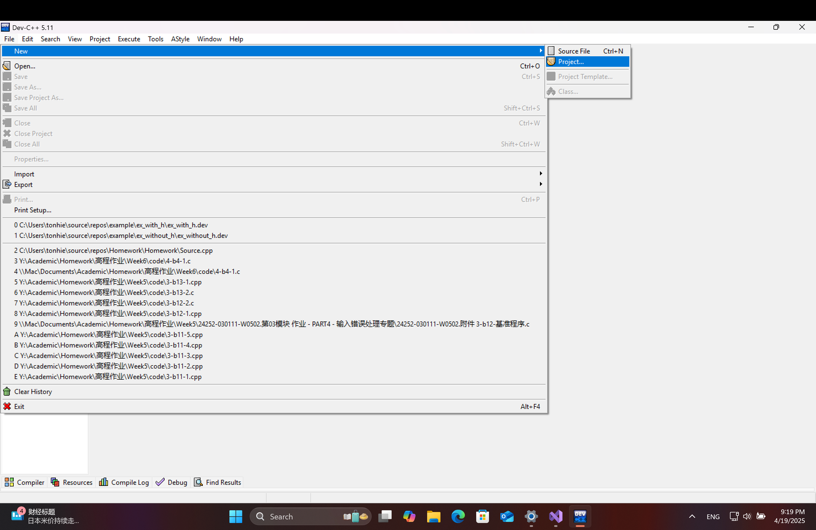 Dev-C++ 5.11
File Edit Search View Project Execute Tools AStyle Window Help
New
Source File Ctrl+N
Project...
Open... Ctrl+O
Save Ctrl+S
Project Template...
Save As...
Class...
Save Project As...
Save All Shift+Ctrl+S
Close Ctrl+W
Close Project
Close All Shift+Ctrl+W
Properties...
Import
Export
Print... Ctrl+P
Print Setup...
0 C:\Users\tonhie\source\repos\example\ex_with_h\ex_with_h.dev
1 C:\Users\tonhie\source\repos\example\ex_without_h\ex_without_h.dev
2 C:\Users\tonhie\source\repos\Homework\Homework\Source.cpp
3 Y:\Academic\Homework\高程作业\Week6\code\4-b4-1.c
4 \\Mac\Documents\Academic\Homework\高程作业\Week6\code\4-b4-1.c
5 Y:\Academic\Homework\高程作业\Week5\code\3-b13-1.cpp
6 Y:\Academic\Homework\高程作业\Week5\code\3-b13-2.c
7 Y:\Academic\Homework\高程作业\Week5\code\3-b12-2.c
8 Y:\Academic\Homework\高程作业\Week5\code\3-b12-1.cpp
9 \\Mac\Documents\Academic\Homework\高程作业\Week5\24252-030111-W0502.第03模块 作业 - PART4 - 输入错误处理专题\24252-030111-W0502.附件 3-b12-基准程序.c
A Y:\Academic\Homework\高程作业\Week5\code\3-b11-5.cpp
B Y:\Academic\Homework\高程作业\Week5\code\3-b11-4.cpp
C Y:\Academic\Homework\高程作业\Week5\code\3-b11-3.cpp
D Y:\Academic\Homework\高程作业\Week5\code\3-b11-2.cpp
E Y:\Academic\Homework\高程作业\Week5\code\3-b11-1.cpp
Clear History
Exit Alt+F4
Compiler Resources Compile Log Debug Find Results
4 财经标题
日本米价持续走...
Search
ENG
9:19 PM
4/19/2025